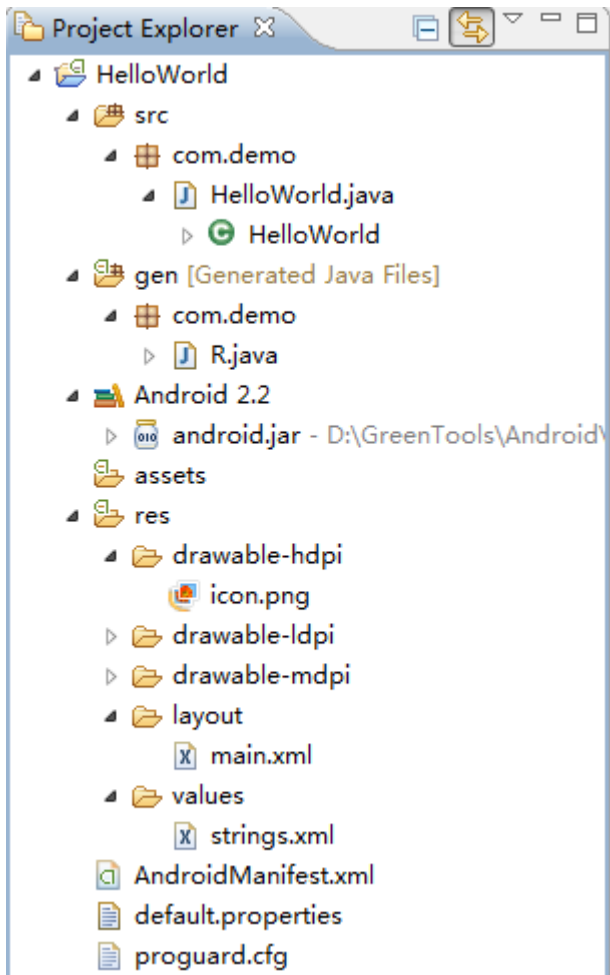 Project Explorer
HelloWorld
src
com.demo
HelloWorld.java
HelloWorld
gen [Generated Java Files]
com.demo
R.java
Android 2.2
android.jar - D:\GreenTools\Android\
assets
res
drawable-hdpi
icon.png
drawable-ldpi
drawable-mdpi
layout
main.xml
values
strings.xml
AndroidManifest.xml
default.properties
proguard.cfg